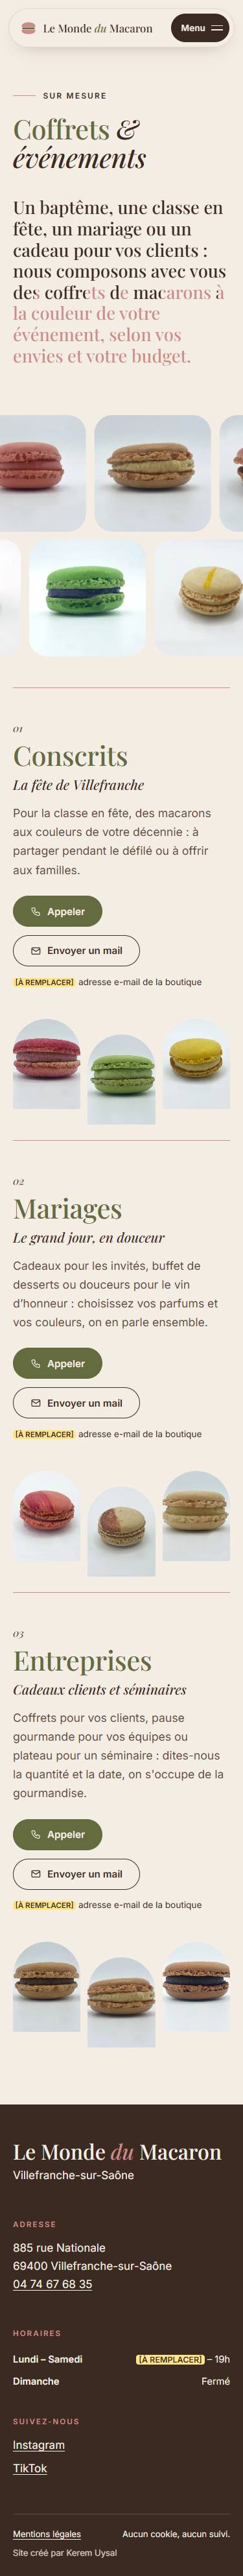 Le Monde du Macaron
Menu
SUR MESURE
Coffrets &
événements
Un baptême, une classe en
fête, un mariage ou un
cadeau pour vos clients :
nous composons avec vous
des coffrets de macarons à
la couleur de votre
événement, selon vos
envies et votre budget.
01
Conscrits
La fête de Villefranche
Pour la classe en fête, des macarons
aux couleurs de votre décennie : à
partager pendant le défilé ou à offrir
aux familles.
Appeler
Envoyer un mail
[À REMPLACER] adresse e-mail de la boutique
02
Mariages
Le grand jour, en douceur
Cadeaux pour les invités, buffet de
desserts ou douceurs pour le vin
d'honneur : choisissez vos parfums et
vos couleurs, on en parle ensemble.
Appeler
Envoyer un mail
[À REMPLACER] adresse e-mail de la boutique
03
Entreprises
Cadeaux clients et séminaires
Coffrets pour vos clients, pause
gourmande pour vos équipes ou
plateau pour un séminaire : dites-nous
la quantité et la date, on s'occupe de la
gourmandise.
Appeler
Envoyer un mail
[À REMPLACER] adresse e-mail de la boutique
Le Monde du Macaron
Villefranche-sur-Saône
ADRESSE
885 rue Nationale
69400 Villefranche-sur-Saône
04 74 67 68 35
HORAIRES
Lundi – Samedi [À REMPLACER] – 19h
Dimanche Fermé
SUIVEZ-NOUS
Instagram
TikTok
Mentions légales Aucun cookie, aucun suivi.
Site créé par Kerem Uysal